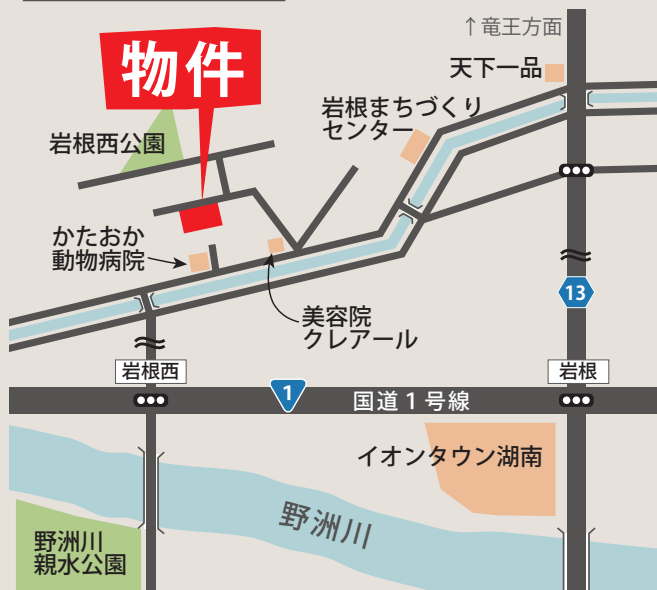 ↑竜王方面
天下一品
物件
岩根まちづくり
センター
岩根西公園
かたおか
動物病院
13
美容院
クレアール
岩根西
岩根
1
国道1号線
イオンタウン湖南
野洲川
野洲川
親水公園